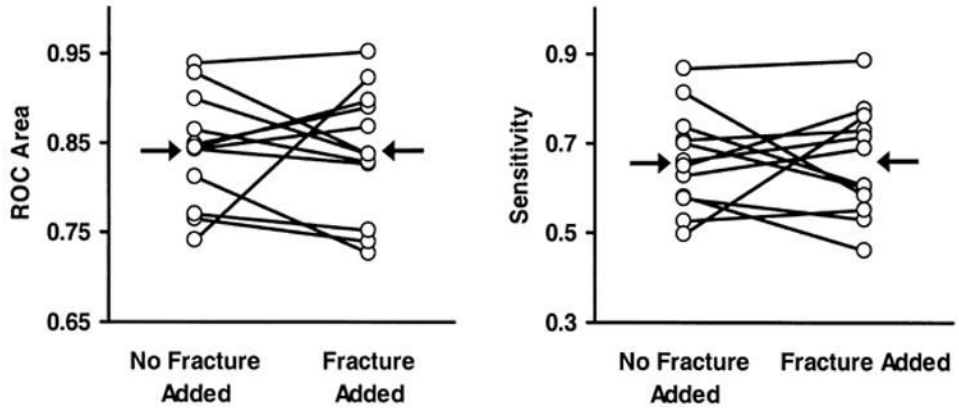 ROC Area
0.95
0.85
0.75
0.65
No Fracture
Added
Fracture
Added
Sensitivity
0.9
0.7
0.5
0.3
No Fracture
Added
Fracture Added